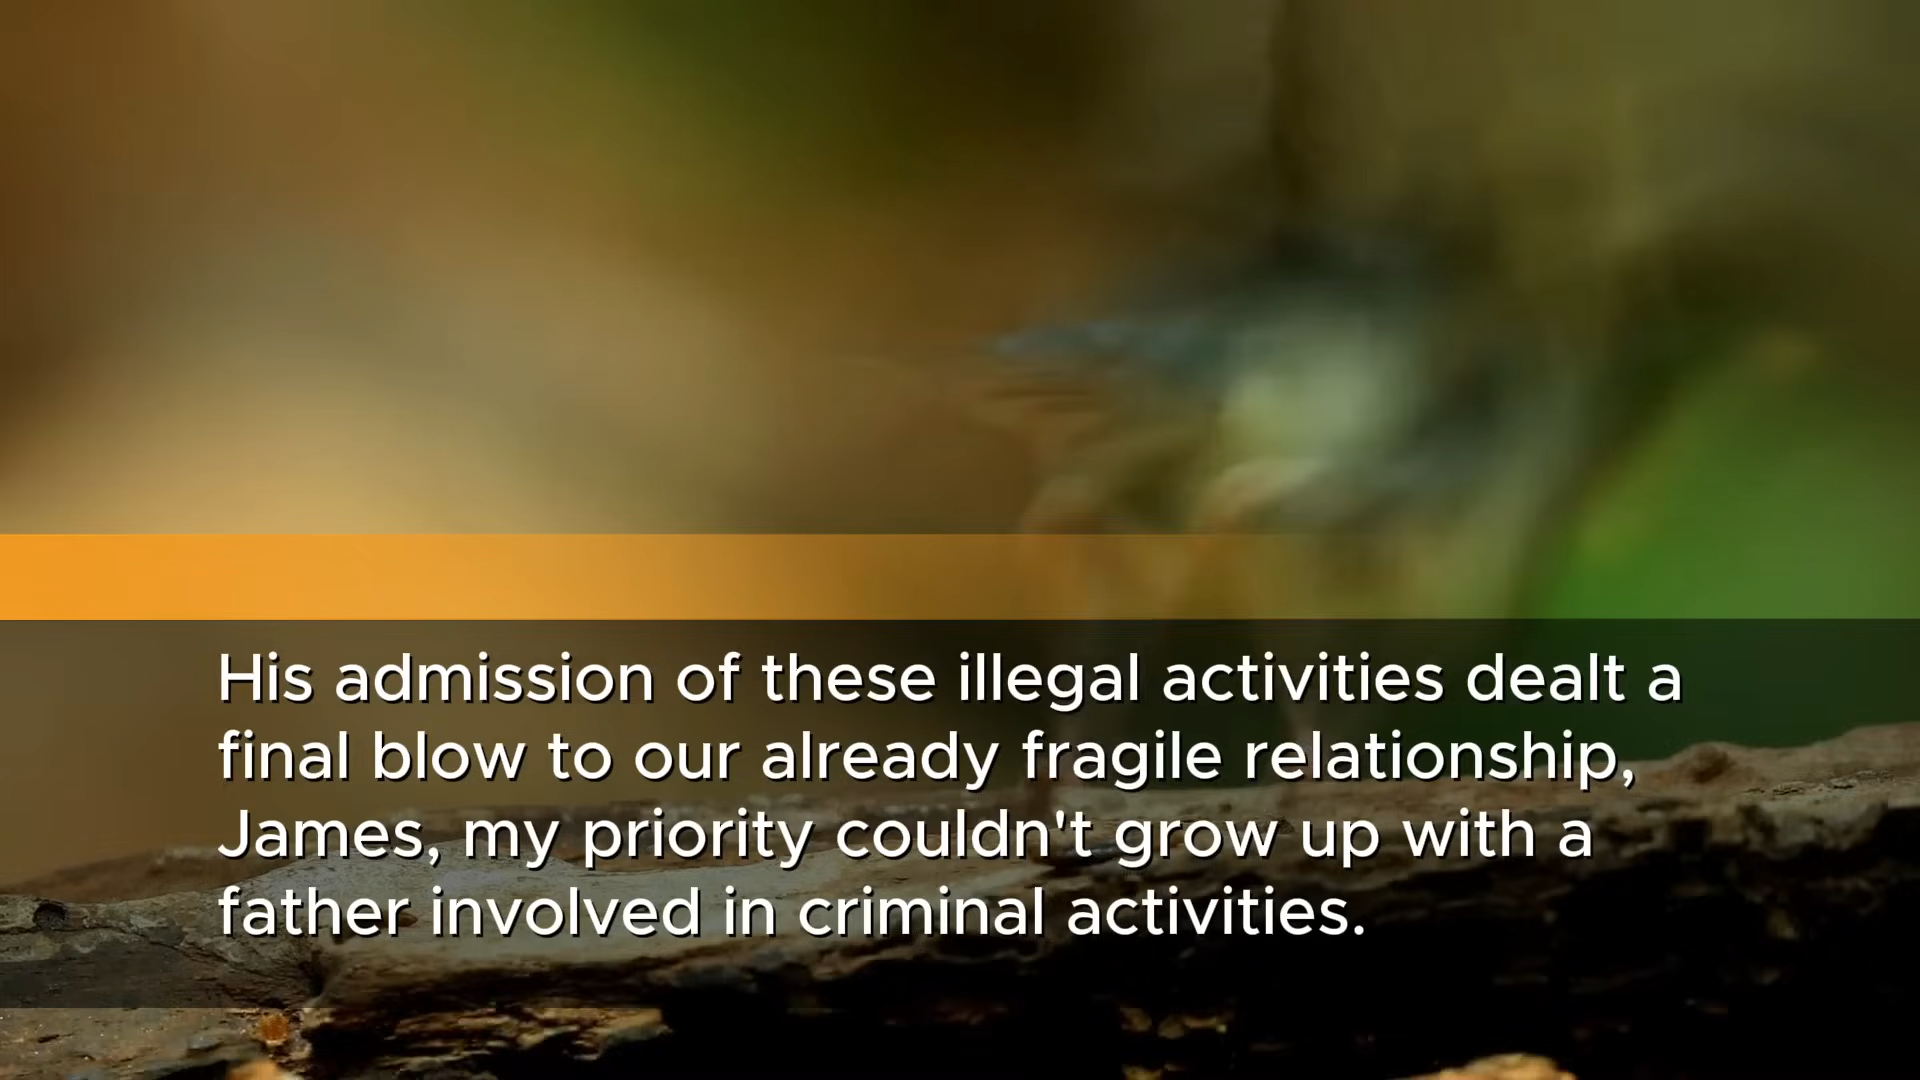 His admission of these illegal activities dealt a
final blow to our already fragile relationship,
James, my priority couldn't grow up with a
father involved in criminal activities.